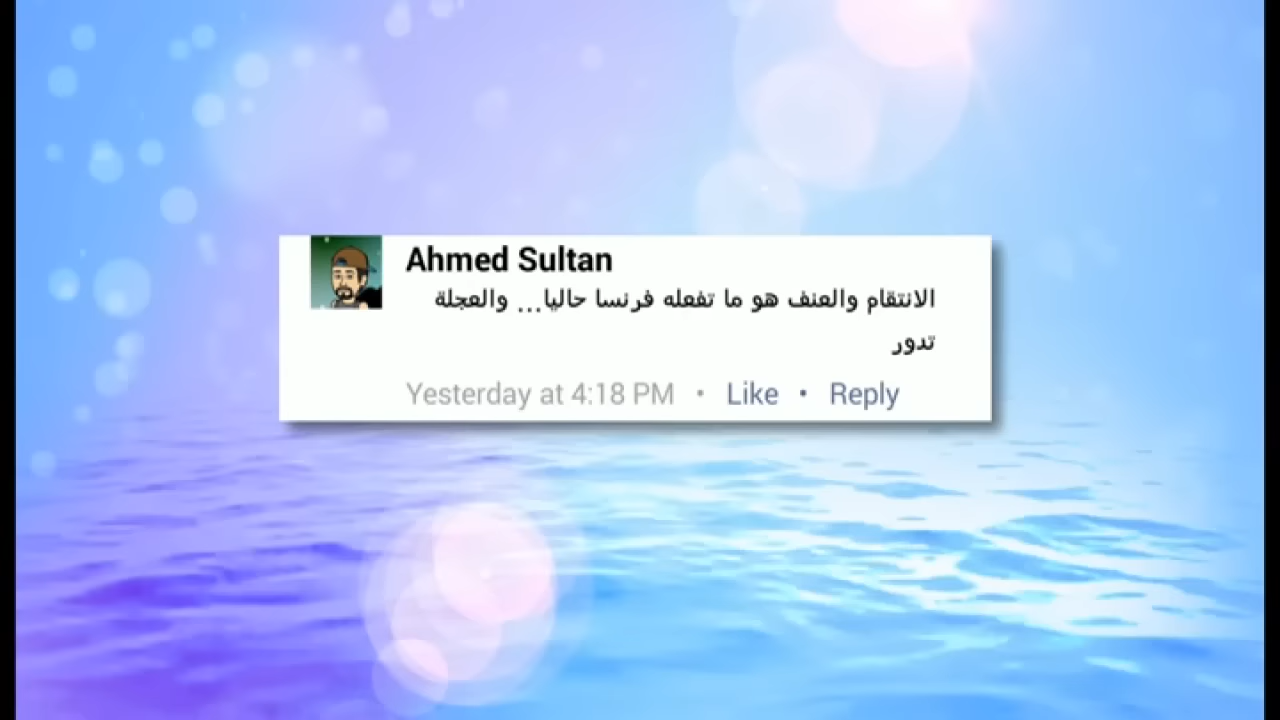 Ahmed Sultan
الانتقام والعنف هو ما تفعله فرنسا حاليا... والعجلة
تدور
Yesterday at 4:18 PM • Like • Reply